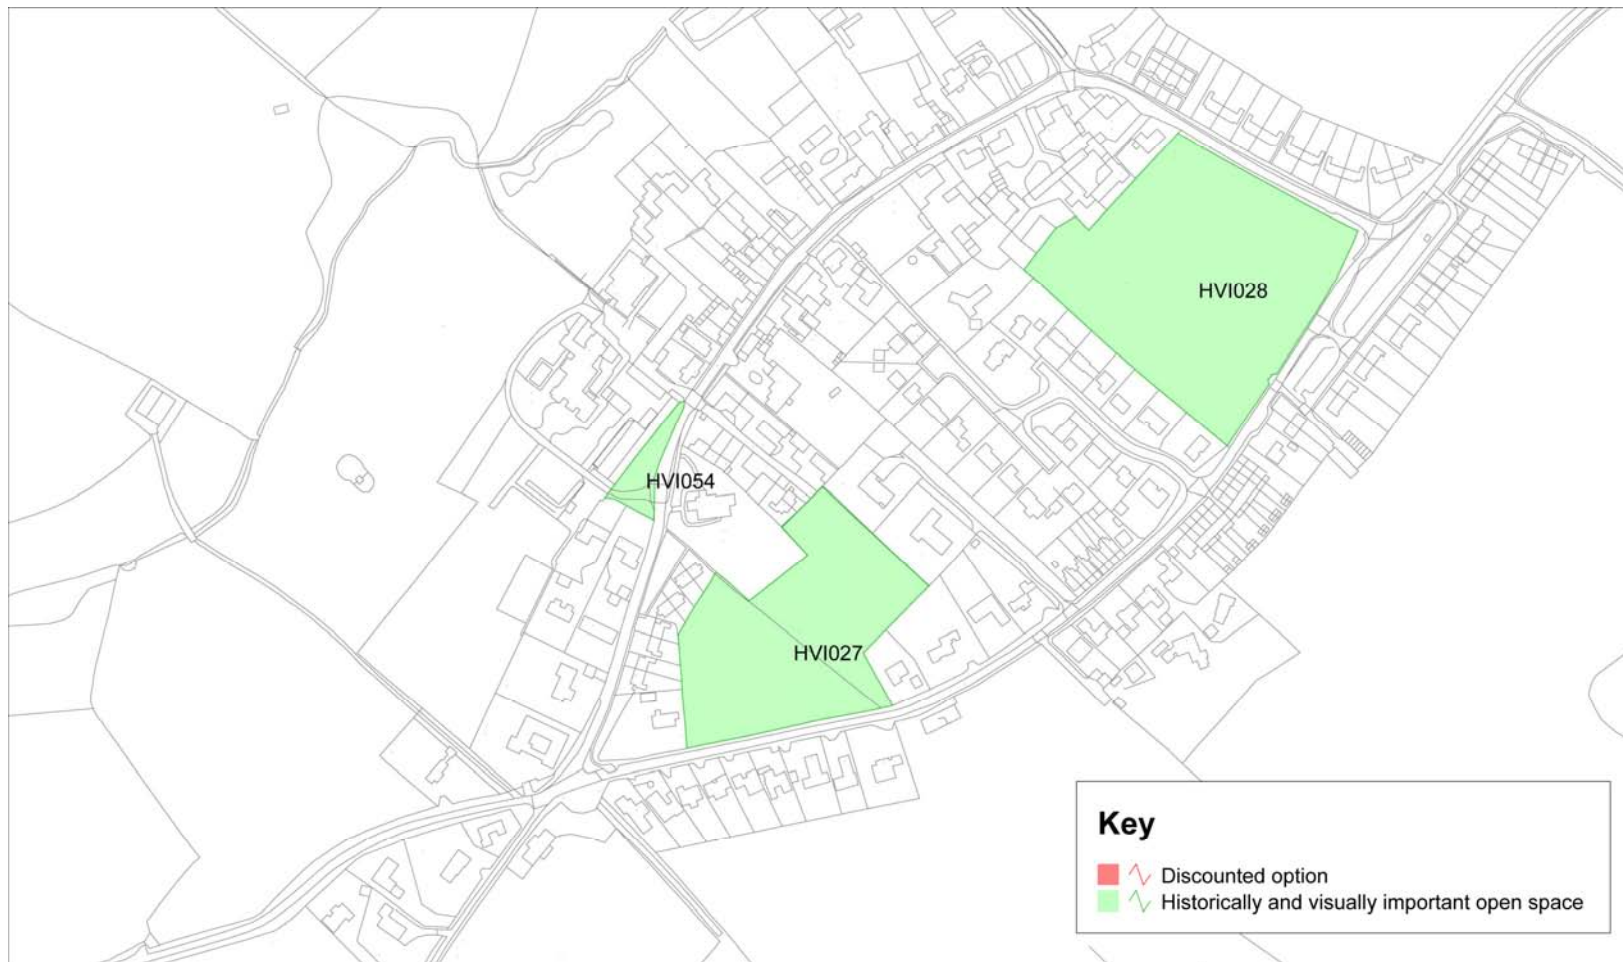 HVI028
HVI054
HVI027
Key
Discounted option
Historically and visually important open space